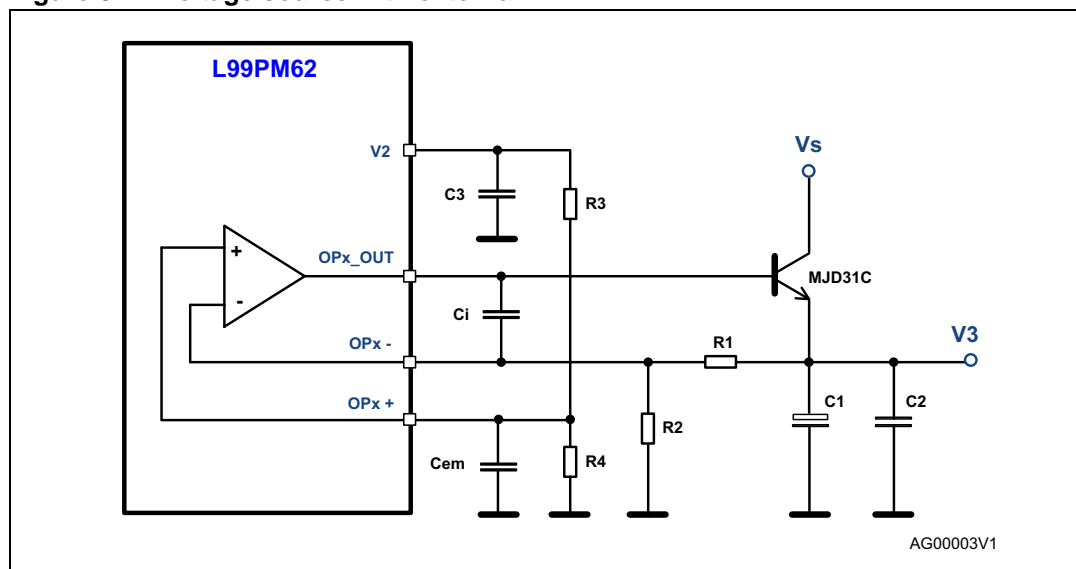 L99PM62
V2
Vs
C3
R3
+
OPx_OUT
MJD31C
-
Ci
V3
OPx -
R1
OPx +
C1
C2
R2
Cem
R4
AG00003V1